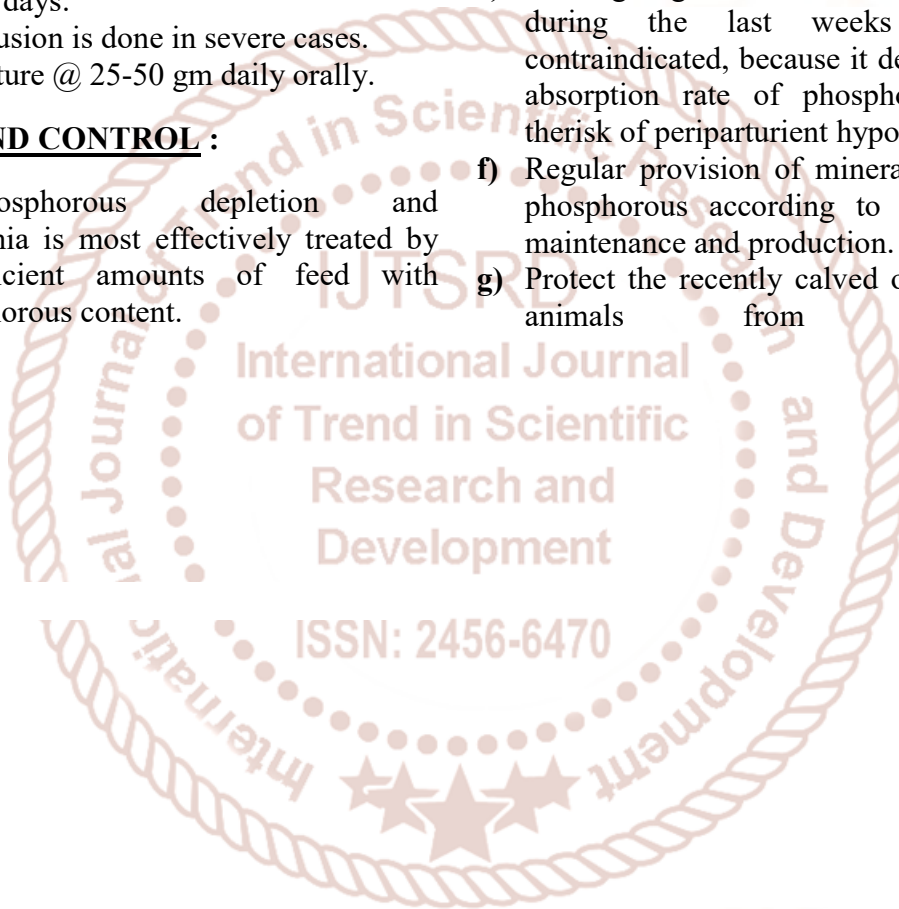 days.
usion is done in severe cases.
ture @ 25-50 gm daily orally.
ND CONTROL :
osphorous depletion and
nia is most effectively treated by
icient amounts of feed with
orous content.
during the last weeks
contraindicated, because it de
absorption rate of phospho
therisk of periparturient hypo
f) Regular provision of minera
phosphorous according to
maintenance and production.
g) Protect the recently calved o
animals from
International Journal of Trend in Scientific Research and Development
IJTSRD
International Journal
of Trend in Scientific
Research and
Development
ISSN: 2456-6470